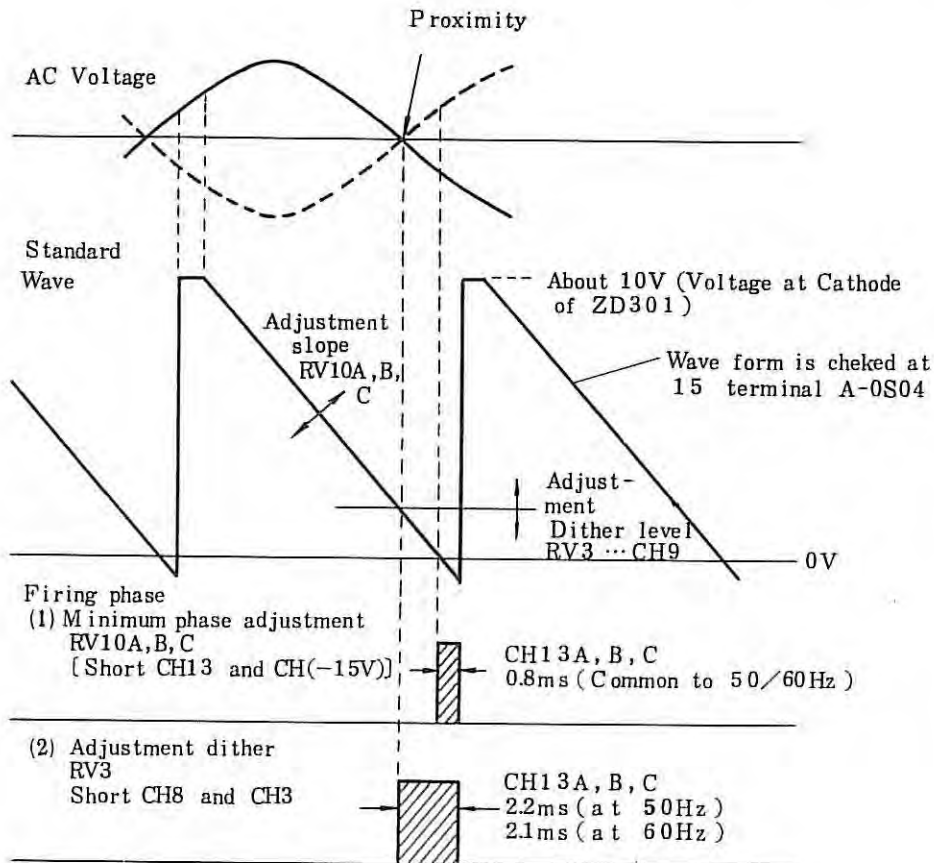 Proximity
AC Voltage
Standard
Wave
About 10V (Voltage at Cathode
of ZD301)
Adjustment
slope
RV10A, B,
C
Wave form is cheked at
15 terminal A-0S04
Adjust-
ment
Dither level
RV3 ⋯ CH9
0V
Firing phase
(1) Minimum phase adjustment
RV10A, B, C
[Short CH13 and CH(−15V)]
CH13A, B, C
0.8ms (Common to 50/60Hz)
(2) Adjustment dither
RV3
Short CH8 and CH3
CH13A, B, C
2.2ms (at 50Hz)
2.1ms (at 60Hz)